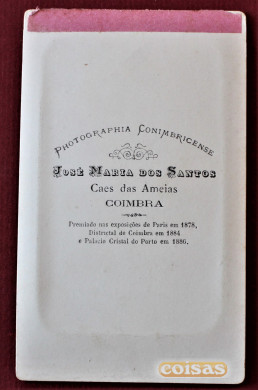 PHOTOGRAPHIA CONIMBRICENSE
JOSÉ MARIA DOS SANTOS
Caes das Ameias
COIMBRA
Premiado nas exposições de Paris em 1878,
Districtal de Coimbra em 1884
e Palacio Cristal do Porto em 1886.
coisas